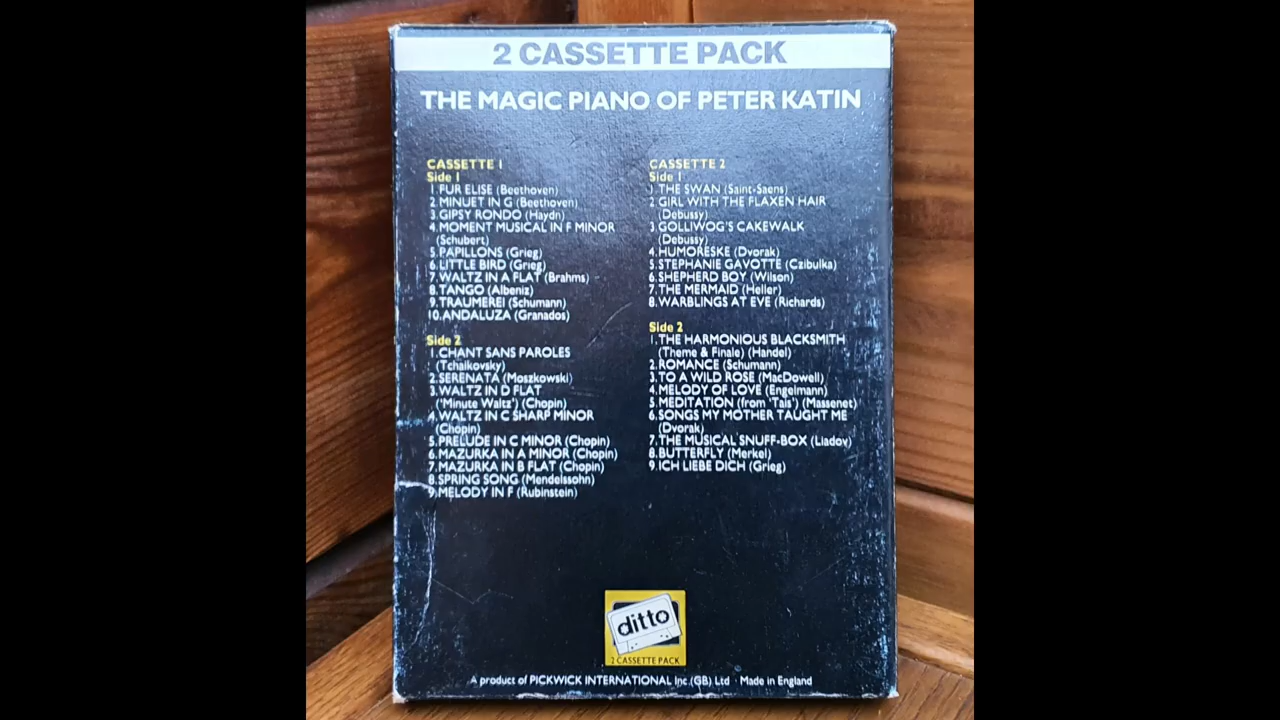 2 CASSETTE PACK
THE MAGIC PIANO OF PETER KATIN
CASSETTE 1
Side 1
1. FUR ELISE (Beethoven)
2. MINUET IN G (Beethoven)
3. GIPSY RONDO (Haydn)
4. MOMENT MUSICAL IN F MINOR
(Schubert)
5. PAPILLONS (Grieg)
6. LITTLE BIRD (Grieg)
7. WALTZ IN A FLAT (Brahms)
8. TANGO (Albeniz)
9. TRAUMEREI (Schumann)
10. ANDALUZA (Granados)
Side 2
1. CHANT SANS PAROLES
(Tchaikovsky)
2. SERENATA (Moszkowski)
3. WALTZ IN D FLAT
('Minute Waltz') (Chopin)
4. WALTZ IN C SHARP MINOR
(Chopin)
5. PRELUDE IN C MINOR (Chopin)
6. MAZURKA IN A MINOR (Chopin)
7. MAZURKA IN B FLAT (Chopin)
8. SPRING SONG (Mendelssohn)
9. MELODY IN F (Rubinstein)
CASSETTE 2
Side 1
1. THE SWAN (Saint-Saens)
2. GIRL WITH THE FLAXEN HAIR
(Debussy)
3. GOLLIWOG'S CAKEWALK
(Debussy)
4. HUMORESKE (Dvorak)
5. STEPHANIE GAVOTTE (Czibulka)
6. SHEPHERD BOY (Wilson)
7. THE MERMAID (Heller)
8. WARBLINGS AT EVE (Richards)
Side 2
1. THE HARMONIOUS BLACKSMITH
(Theme & Finale) (Handel)
2. ROMANCE (Schumann)
3. TO A WILD ROSE (MacDowell)
4. MELODY OF LOVE (Engelmann)
5. MEDITATION (from 'Tais') (Massenet)
6. SONGS MY MOTHER TAUGHT ME
(Dvorak)
7. THE MUSICAL SNUFF-BOX (Liadov)
8. BUTTERFLY (Merkel)
9. ICH LIEBE DICH (Grieg)
ditto
2 CASSETTE PACK
A product of PICKWICK INTERNATIONAL Inc. (GB) Ltd · Made in England